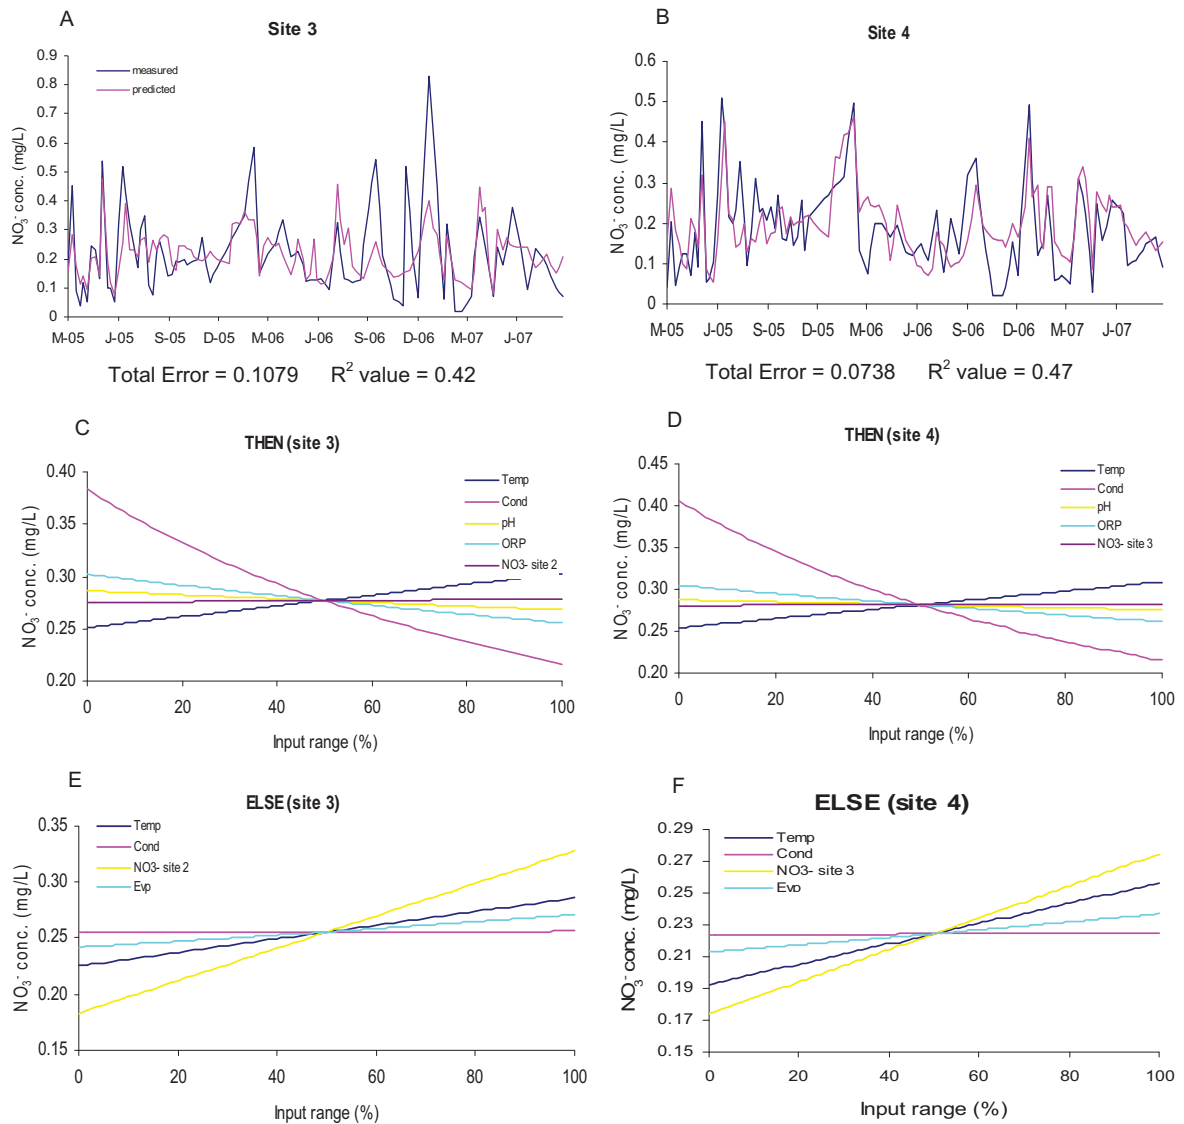 A
Site 3
NO3- conc. (mg/L)
0.9
0.8
0.7
0.6
0.5
0.4
0.3
0.2
0.1
0
measured
predicted
M-05 J-05 S-05 D-05 M-06 J-06 S-06 D-06 M-07 J-07
Total Error = 0.1079 R2 value = 0.42
B
Site 4
NO3- conc. (mg/L)
0.6
0.5
0.4
0.3
0.2
0.1
0
M-05 J-05 S-05 D-05 M-06 J-06 S-06 D-06 M-07 J-07
Total Error = 0.0738 R2 value = 0.47
C
THEN (site 3)
NO3- conc. (mg/L)
0.40
0.35
0.30
0.25
0.20
Temp
Cond
pH
ORP
NO3- site 2
0 20 40 60 80 100
Input range (%)
D
THEN (site 4)
NO3- conc. (mg/L)
0.45
0.40
0.35
0.30
0.25
0.20
Temp
Cond
pH
ORP
NO3- site 3
0 20 40 60 80 100
Input range (%)
E
ELSE (site 3)
NO3- conc. (mg/L)
0.35
0.30
0.25
0.20
0.15
Temp
Cond
NO3- site 2
Evp
0 20 40 60 80 100
Input range (%)
F
ELSE (site 4)
NO3- conc. (mg/L)
0.29
0.27
0.25
0.23
0.21
0.19
0.17
0.15
Temp
Cond
NO3- site 3
Evp
0 20 40 60 80 100
Input range (%)